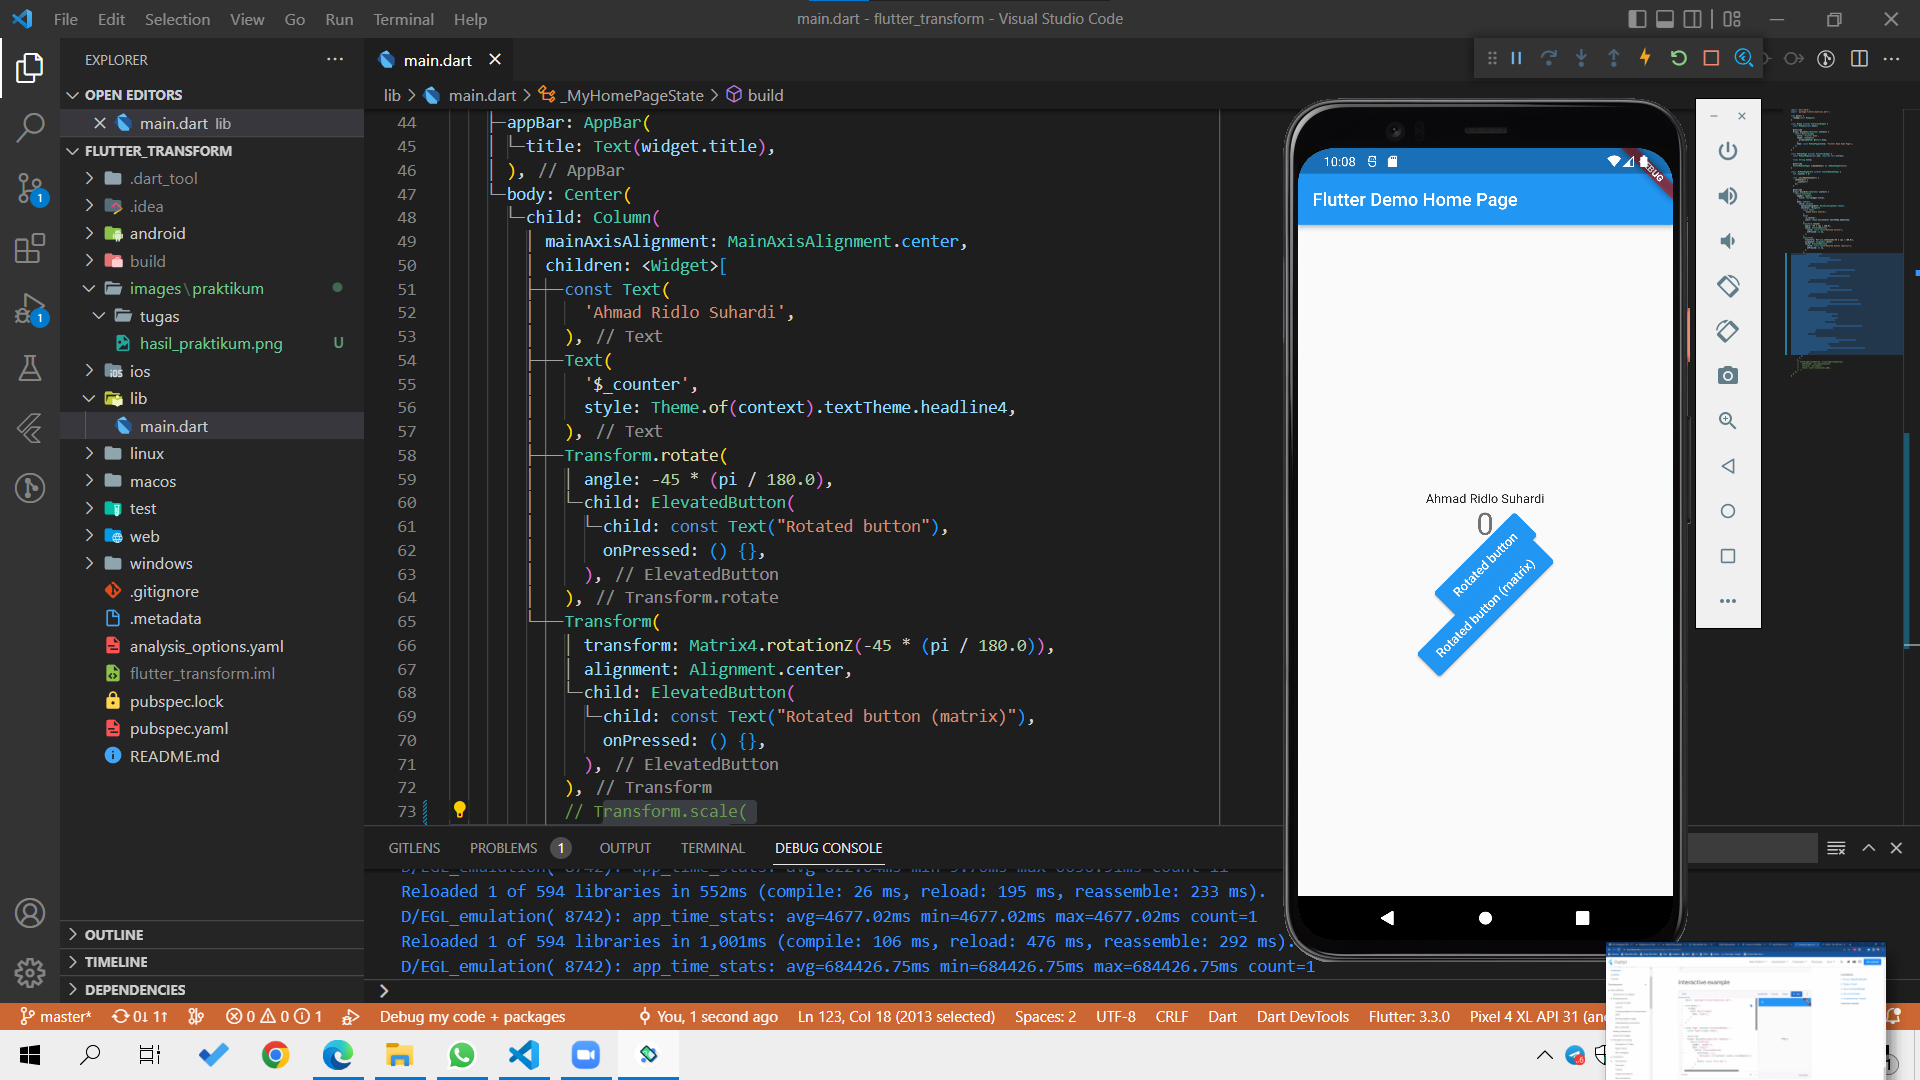 File Edit Selection View Go Run Terminal Help
main.dart - flutter_transform - Visual Studio Code
EXPLORER
OPEN EDITORS
main.dart lib
FLUTTER_TRANSFORM
.dart_tool
.idea
android
build
images\praktikum
tugas
hasil_praktikum.png U
ios
lib
main.dart
linux
macos
test
web
windows
.gitignore
.metadata
analysis_options.yaml
flutter_transform.iml
pubspec.lock
pubspec.yaml
README.md
OUTLINE
TIMELINE
DEPENDENCIES
1
1
main.dart
lib > main.dart > _MyHomePageState > build
44 appBar: AppBar(
45 title: Text(widget.title),
46 ), // AppBar
47 body: Center(
48 child: Column(
49 mainAxisAlignment: MainAxisAlignment.center,
50 children: <Widget>[
51 const Text(
52 'Ahmad Ridlo Suhardi',
53 ), // Text
54 Text(
55 '$_counter',
56 style: Theme.of(context).textTheme.headline4,
57 ), // Text
58 Transform.rotate(
59 angle: -45 * (pi / 180.0),
60 child: ElevatedButton(
61 child: const Text("Rotated button"),
62 onPressed: () {},
63 ), // ElevatedButton
64 ), // Transform.rotate
65 Transform(
66 transform: Matrix4.rotationZ(-45 * (pi / 180.0)),
67 alignment: Alignment.center,
68 child: ElevatedButton(
69 child: const Text("Rotated button (matrix)"),
70 onPressed: () {},
71 ), // ElevatedButton
72 ), // Transform
73 // Transform.scale(
GITLENS PROBLEMS 1 OUTPUT TERMINAL DEBUG CONSOLE
Reloaded 1 of 594 libraries in 552ms (compile: 26 ms, reload: 195 ms, reassemble: 233 ms).
D/EGL_emulation( 8742): app_time_stats: avg=4677.02ms min=4677.02ms max=4677.02ms count=1
Reloaded 1 of 594 libraries in 1,001ms (compile: 106 ms, reload: 476 ms, reassemble: 292 ms).
D/EGL_emulation( 8742): app_time_stats: avg=684426.75ms min=684426.75ms max=684426.75ms count=1
10:08
DEBUG
Flutter Demo Home Page
Ahmad Ridlo Suhardi
0
Rotated button
Rotated button (matrix)
Interactive example
master* 0↓ 1↑ 0 0 1 Debug my code + packages You, 1 second ago Ln 123, Col 18 (2013 selected) Spaces: 2 UTF-8 CRLF Dart Dart DevTools Flutter: 3.3.0 Pixel 4 XL API 31 (an